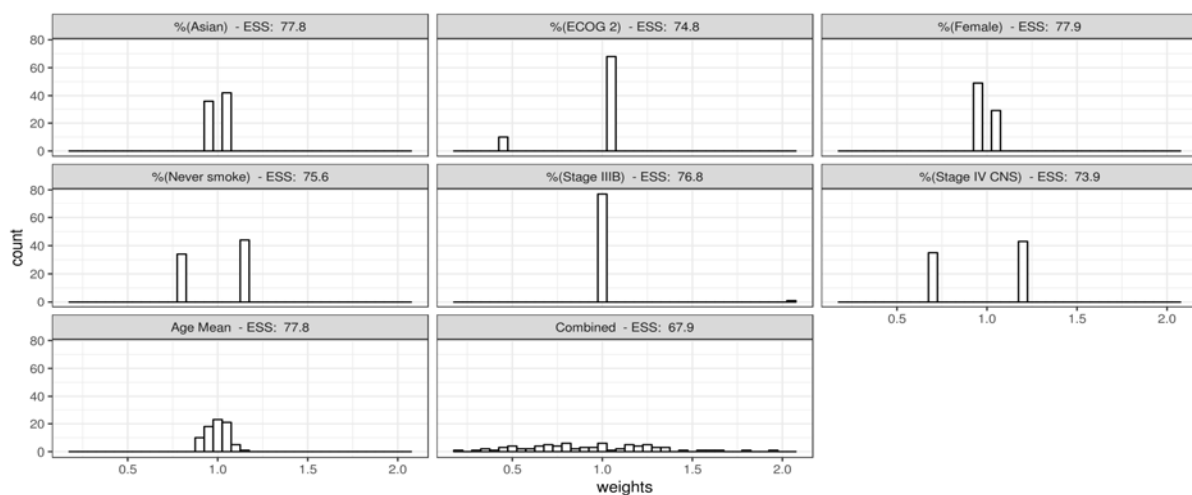 %(Asian) - ESS: 77.8
%(ECOG 2) - ESS: 74.8
%(Female) - ESS: 77.9
80
60
40
20
0
%(Never smoke) - ESS: 75.6
%(Stage IIIB) - ESS: 76.8
%(Stage IV CNS) - ESS: 73.9
80
60
40
20
0
count
0.5 1.0 1.5 2.0
Age Mean - ESS: 77.8
Combined - ESS: 67.9
80
60
40
20
0
0.5 1.0 1.5 2.0
0.5 1.0 1.5 2.0
weights